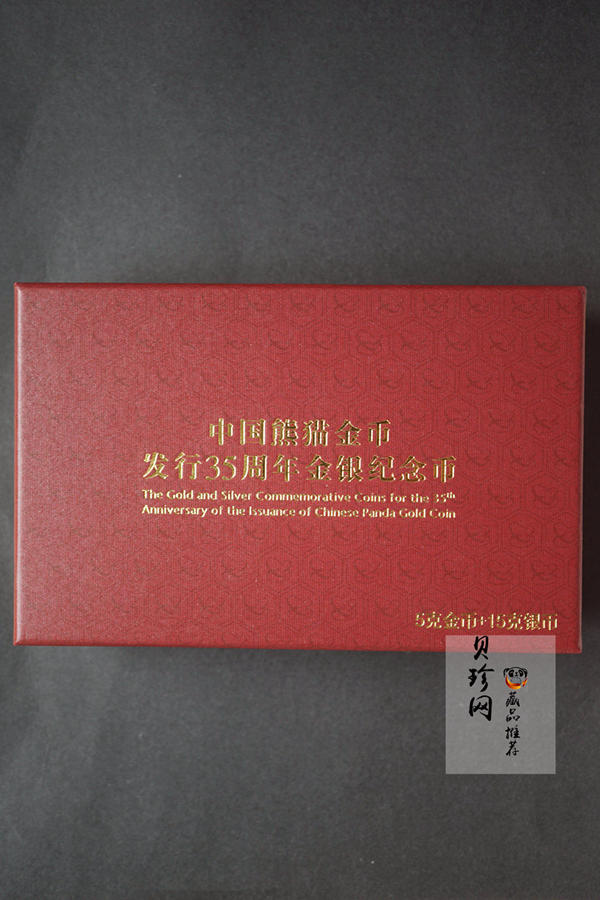 中国熊猫金币
发行35周年金银纪念币
The Gold and Silver Commemorative Coins for the 35th
Anniversary of the Issuance of Chinese Panda Gold Coin
5克金币+15克银币
贝珍网
藏品推荐